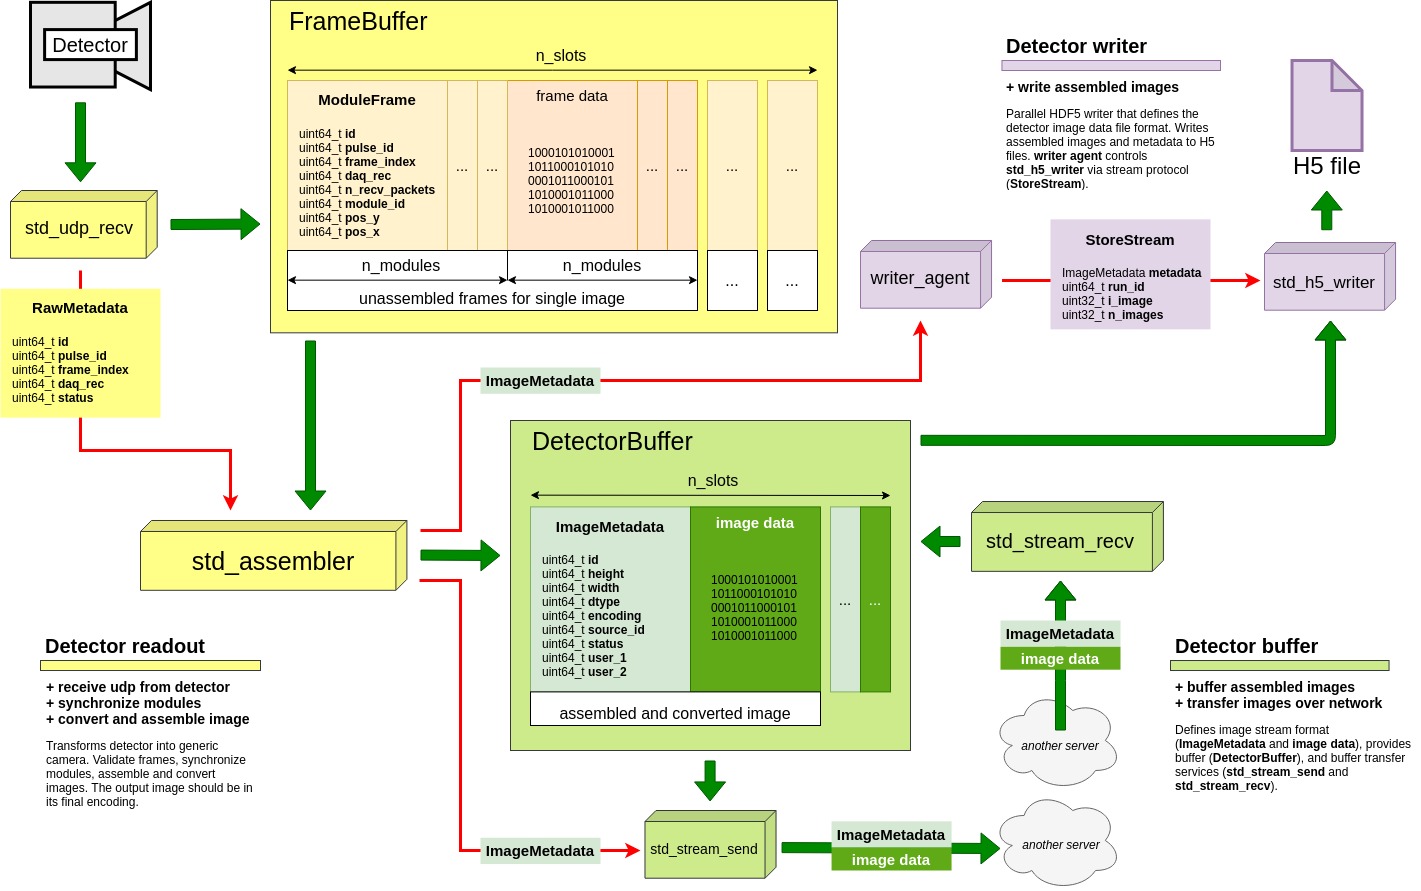 Detector
FrameBuffer
n_slots
ModuleFrame
uint64_t id
uint64_t pulse_id
uint64_t frame_index
uint64_t daq_rec
uint64_t n_recv_packets
uint64_t module_id
uint64_t pos_y
uint64_t pos_x
... ...
frame data
1000101010001
1011000101010
0001011000101
1010001011000
1010001011000
... ...
...
...
n_modules
n_modules
unassembled frames for single image
...
...
Detector writer
+ write assembled images
Parallel HDF5 writer that defines the
detector image data file format. Writes
assembled images and metadata to H5
files. writer agent controls
std_h5_writer via stream protocol
(StoreStream).
H5 file
std_udp_recv
RawMetadata
uint64_t id
uint64_t pulse_id
uint64_t frame_index
uint64_t daq_rec
uint64_t status
writer_agent
StoreStream
ImageMetadata metadata
uint64_t run_id
uint32_t i_image
uint32_t n_images
std_h5_writer
ImageMetadata
DetectorBuffer
n_slots
ImageMetadata
uint64_t id
uint64_t height
uint64_t width
uint64_t dtype
uint64_t encoding
uint64_t source_id
uint64_t status
uint64_t user_1
uint64_t user_2
image data
1000101010001
1011000101010
0001011000101
1010001011000
1010001011000
... ...
assembled and converted image
std_assembler
std_stream_recv
Detector readout
+ receive udp from detector
+ synchronize modules
+ convert and assemble image
Transforms detector into generic
camera. Validate frames, synchronize
modules, assemble and convert
images. The output image should be in
its final encoding.
ImageMetadata
image data
another server
Detector buffer
+ buffer assembled images
+ transfer images over network
Defines image stream format
(ImageMetadata and image data), provides
buffer (DetectorBuffer), and buffer transfer
services (std_stream_send and
std_stream_recv).
ImageMetadata
std_stream_send
ImageMetadata
image data
another server